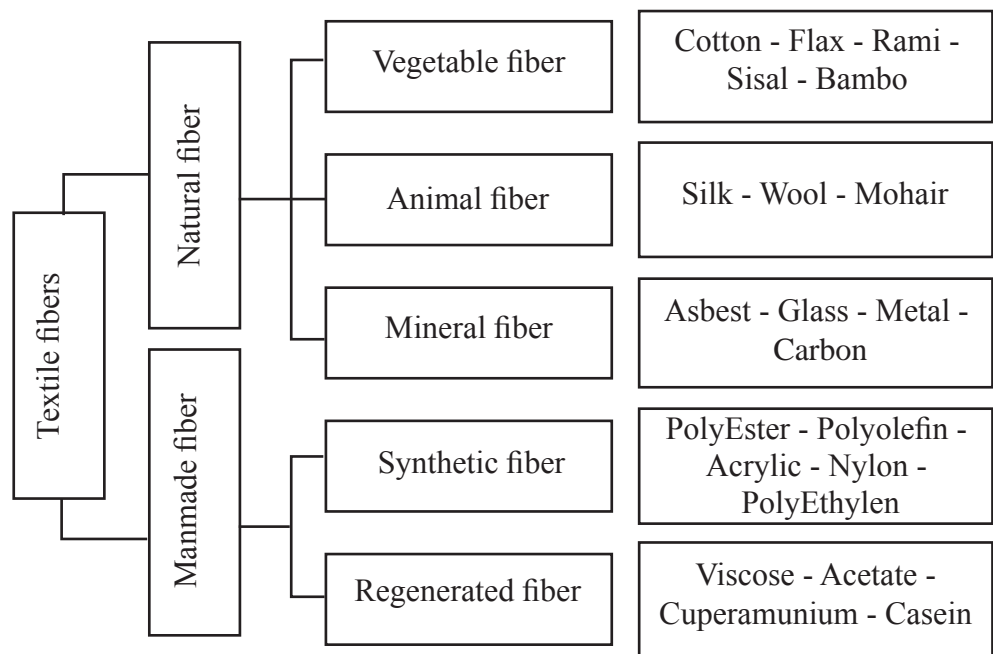 Textile fibers
Natural fiber
Vegetable fiber
Cotton - Flax - Rami -
Sisal - Bambo
Animal fiber
Silk - Wool - Mohair
Mineral fiber
Asbest - Glass - Metal -
Carbon
Manmade fiber
Synthetic fiber
PolyEster - Polyolefin -
Acrylic - Nylon -
PolyEthylen
Regenerated fiber
Viscose - Acetate -
Cuperamunium - Casein